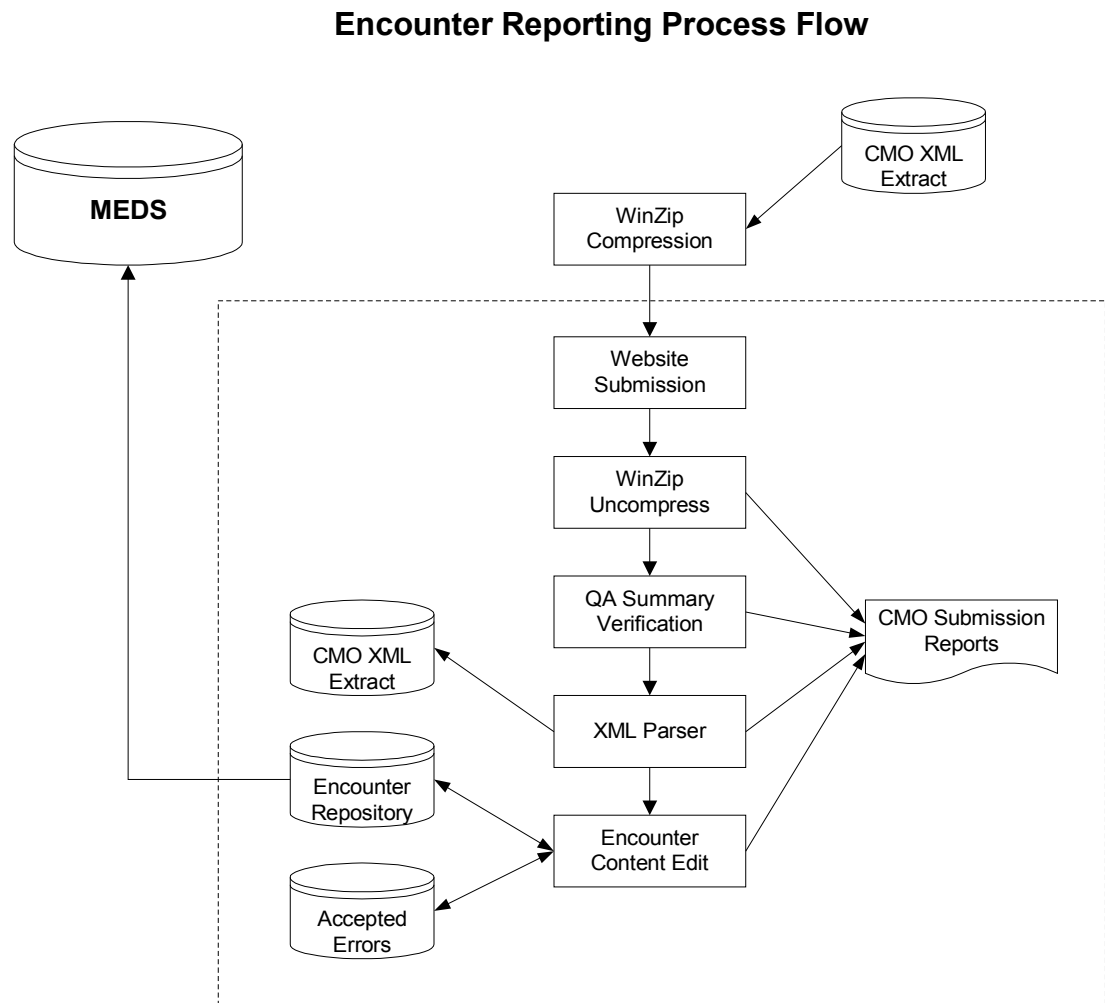 Encounter Reporting Process Flow
CMO XML
Extract
MEDS
WinZip
Compression
Website
Submission
WinZip
Uncompress
QA Summary
Verification
CMO Submission
Reports
CMO XML
Extract
XML Parser
Encounter
Repository
Encounter
Content Edit
Accepted
Errors